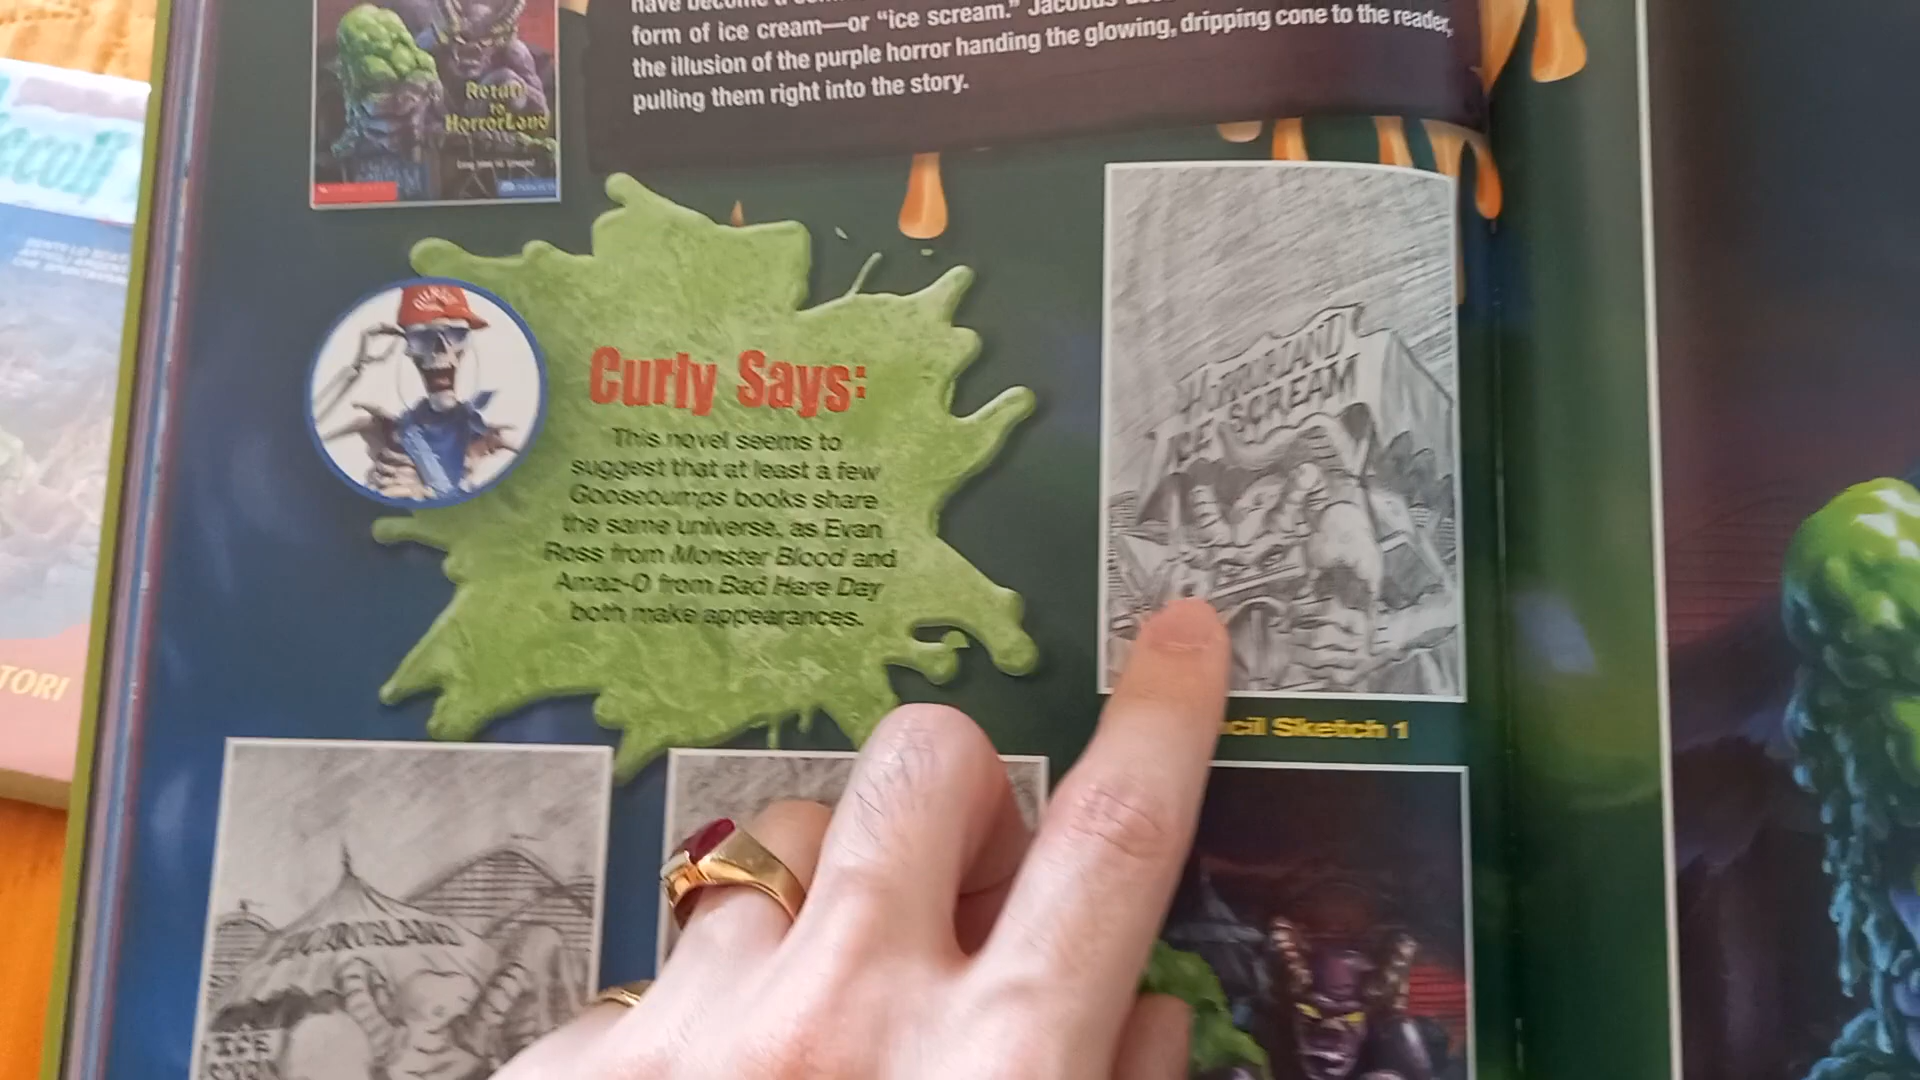 form of ice cream—or “ice scream.” Jacobus
the illusion of the purple horror handing the glowing, dripping cone to the reader,
pulling them right into the story.
Return
to
HorrorLand
Curly Says:
This novel seems to
suggest that at least a few
Goosebumps books share
the same universe, as Evan
Ross from Monster Blood and
Amaz-O from Bad Hare Day
both make appearances.
HORRORLAND
ICE SCREAM
cil Sketch 1
HORRORLAND
ICE
TORI